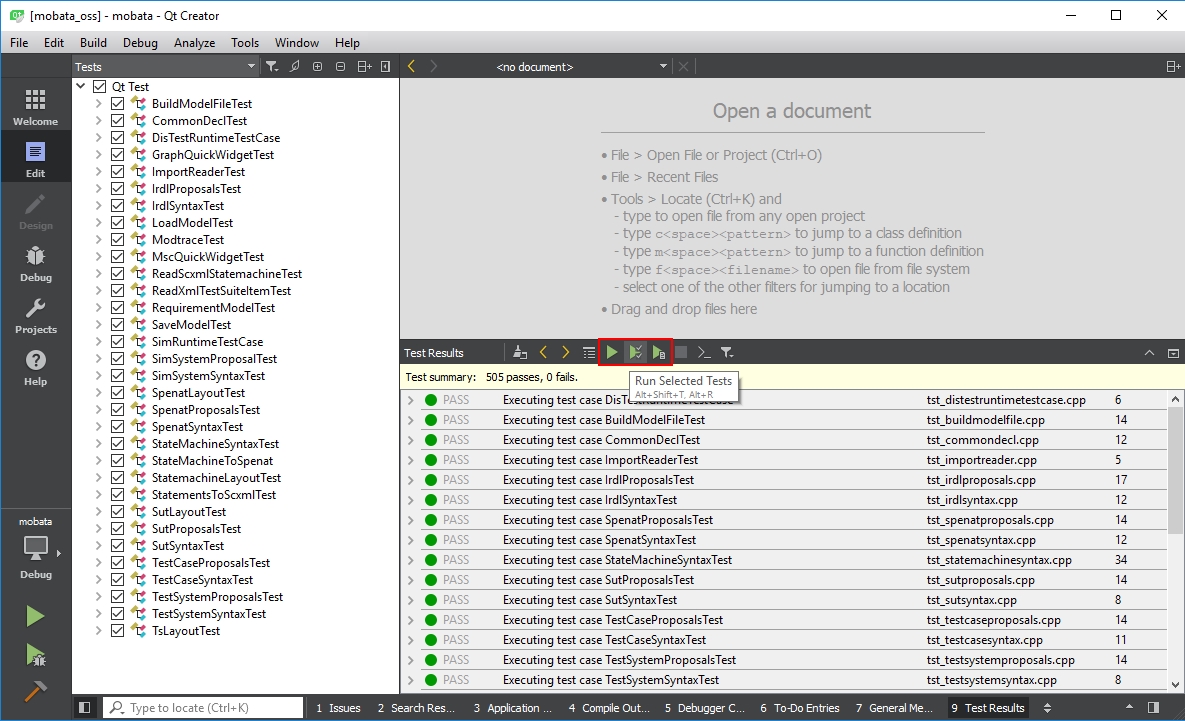 [mobata_oss] - mobata - Qt Creator
File Edit Build Debug Analyze Tools Window Help
Tests
<no document>
Welcome
Edit
Design
Debug
Projects
Help
mobata
Debug
Qt Test
BuildModelFileTest
CommonDeclTest
DisTestRuntimeTestCase
GraphQuickWidgetTest
ImportReaderTest
IrdlProposalsTest
IrdlSyntaxTest
LoadModelTest
ModtraceTest
MscQuickWidgetTest
ReadScxmlStatemachineTest
ReadXmlTestSuiteItemTest
RequirementModelTest
SaveModelTest
SimRuntimeTestCase
SimSystemProposalTest
SimSystemSyntaxTest
SpenatLayoutTest
SpenatProposalsTest
SpenatSyntaxTest
StateMachineSyntaxTest
StateMachineToSpenat
StatemachineLayoutTest
StatementsToScxmlTest
SutLayoutTest
SutProposalsTest
SutSyntaxTest
TestCaseProposalsTest
TestCaseSyntaxTest
TestSystemProposalsTest
TestSystemSyntaxTest
TsLayoutTest
Open a document
• File > Open File or Project (Ctrl+O)
• File > Recent Files
• Tools > Locate (Ctrl+K) and
- type to open file from any open project
- type c<space><pattern> to jump to a class definition
- type m<space><pattern> to jump to a function definition
- type f<space><filename> to open file from file system
- select one of the other filters for jumping to a location
• Drag and drop files here
Test Results
Test summary: 505 passes, 0 fails.
Run Selected Tests
Alt+Shift+T, Alt+R
PASS Executing test case DisTestRuntimeTestCase tst_distestruntimetestcase.cpp 6
PASS Executing test case BuildModelFileTest tst_buildmodelfile.cpp 14
PASS Executing test case CommonDeclTest tst_commondecl.cpp 12
PASS Executing test case ImportReaderTest tst_importreader.cpp 5
PASS Executing test case IrdlProposalsTest tst_irdlproposals.cpp 17
PASS Executing test case IrdlSyntaxTest tst_irdlsyntax.cpp 12
PASS Executing test case SpenatProposalsTest tst_spenatproposals.cpp 14
PASS Executing test case SpenatSyntaxTest tst_spenatsyntax.cpp 12
PASS Executing test case StateMachineSyntaxTest tst_statemachinesyntax.cpp 34
PASS Executing test case SutProposalsTest tst_sutproposals.cpp 14
PASS Executing test case SutSyntaxTest tst_sutsyntax.cpp 8
PASS Executing test case TestCaseProposalsTest tst_testcaseproposals.cpp 14
PASS Executing test case TestCaseSyntaxTest tst_testcasesyntax.cpp 11
PASS Executing test case TestSystemProposalsTest tst_testsystemproposals.cpp 14
PASS Executing test case TestSystemSyntaxTest tst_testsystemsyntax.cpp 8
Type to locate (Ctrl+K) 1 Issues 2 Search Res... 3 Application ... 4 Compile Out... 5 Debugger C... 6 To-Do Entries 7 General Me... 9 Test Results